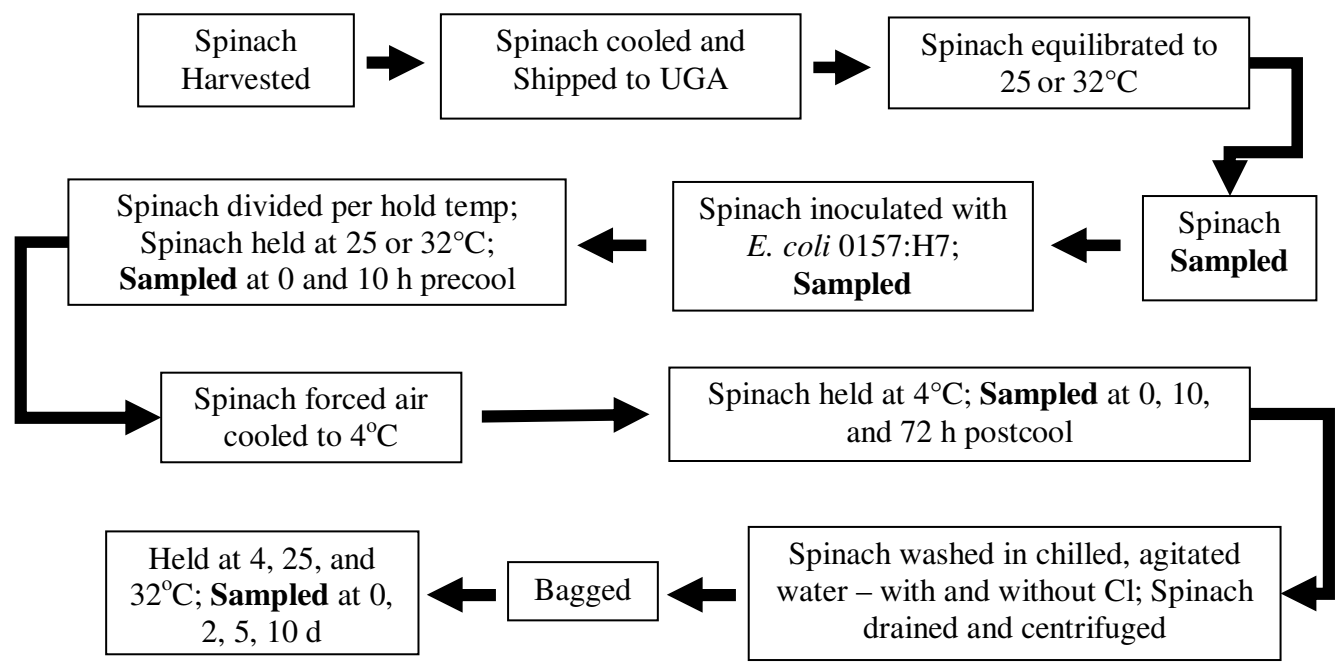 Spinach
Harvested
Spinach cooled and
Shipped to UGA
Spinach equilibrated to
25 or 32°C
Spinach
Sampled
Spinach inoculated with
E. coli 0157:H7;
Sampled
Spinach divided per hold temp;
Spinach held at 25 or 32°C;
Sampled at 0 and 10 h precool
Spinach forced air
cooled to 4°C
Spinach held at 4°C; Sampled at 0, 10,
and 72 h postcool
Spinach washed in chilled, agitated
water – with and without Cl; Spinach
drained and centrifuged
Bagged
Held at 4, 25, and
32°C; Sampled at 0,
2, 5, 10 d